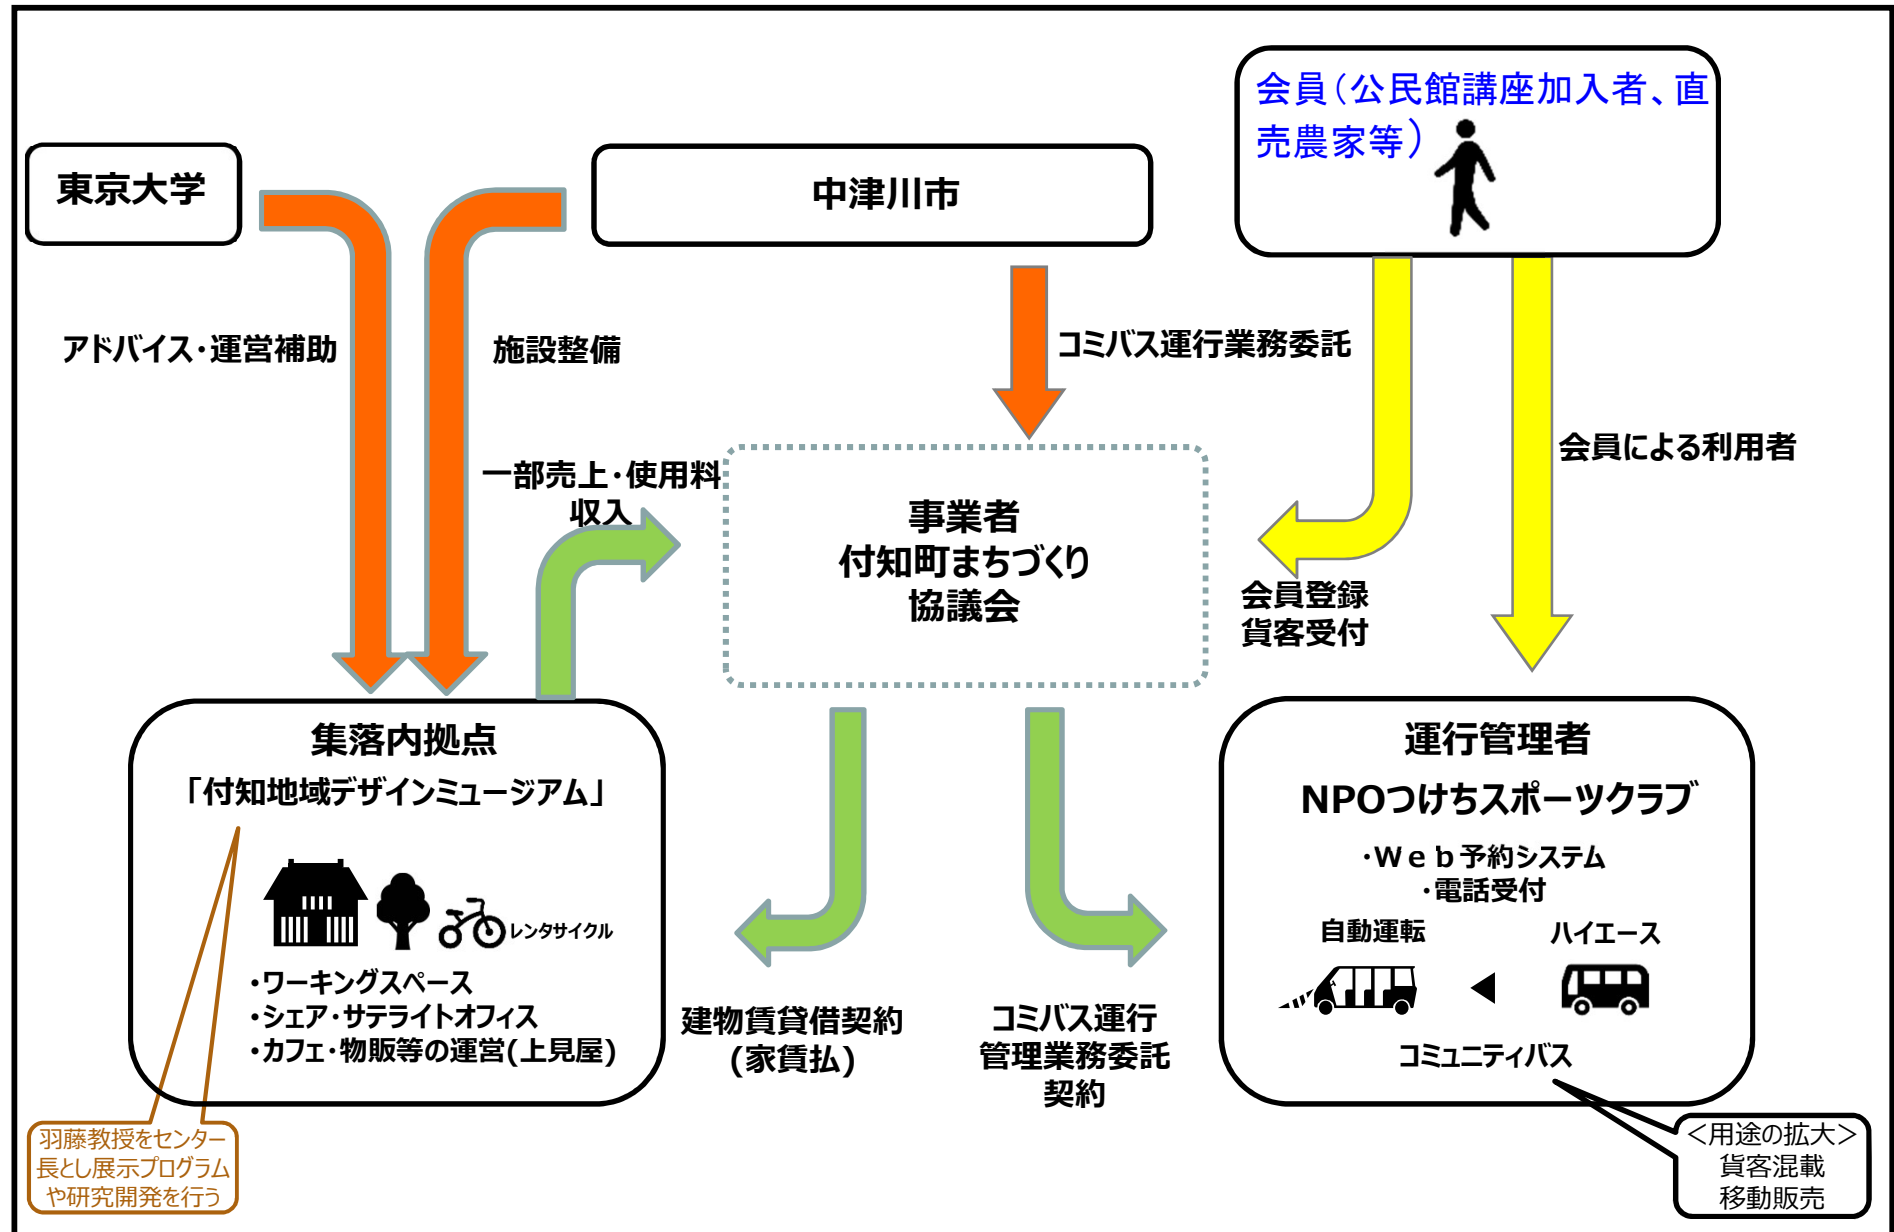 会員（公民館講座加入者、直
売農家等）
東京大学
中津川市
アドバイス・運営補助
施設整備
コミバス運行業務委託
会員による利用者
一部売上・使用料
収入
事業者
付知町まちづくり
協議会
会員登録
貨客受付
集落内拠点
「付知地域デザインミュージアム」
レンタサイクル
・ワーキングスペース
・シェア・サテライトオフィス
・カフェ・物販等の運営(上見屋)
建物賃貸借契約
(家賃払)
コミバス運行
管理業務委託
契約
運行管理者
NPOつけちスポーツクラブ
・Ｗｅｂ予約システム
・電話受付
自動運転
ハイエース
コミュニティバス
羽藤教授をセンター
長とし展示プログラム
や研究開発を行う
＜用途の拡大＞
貨客混載
移動販売